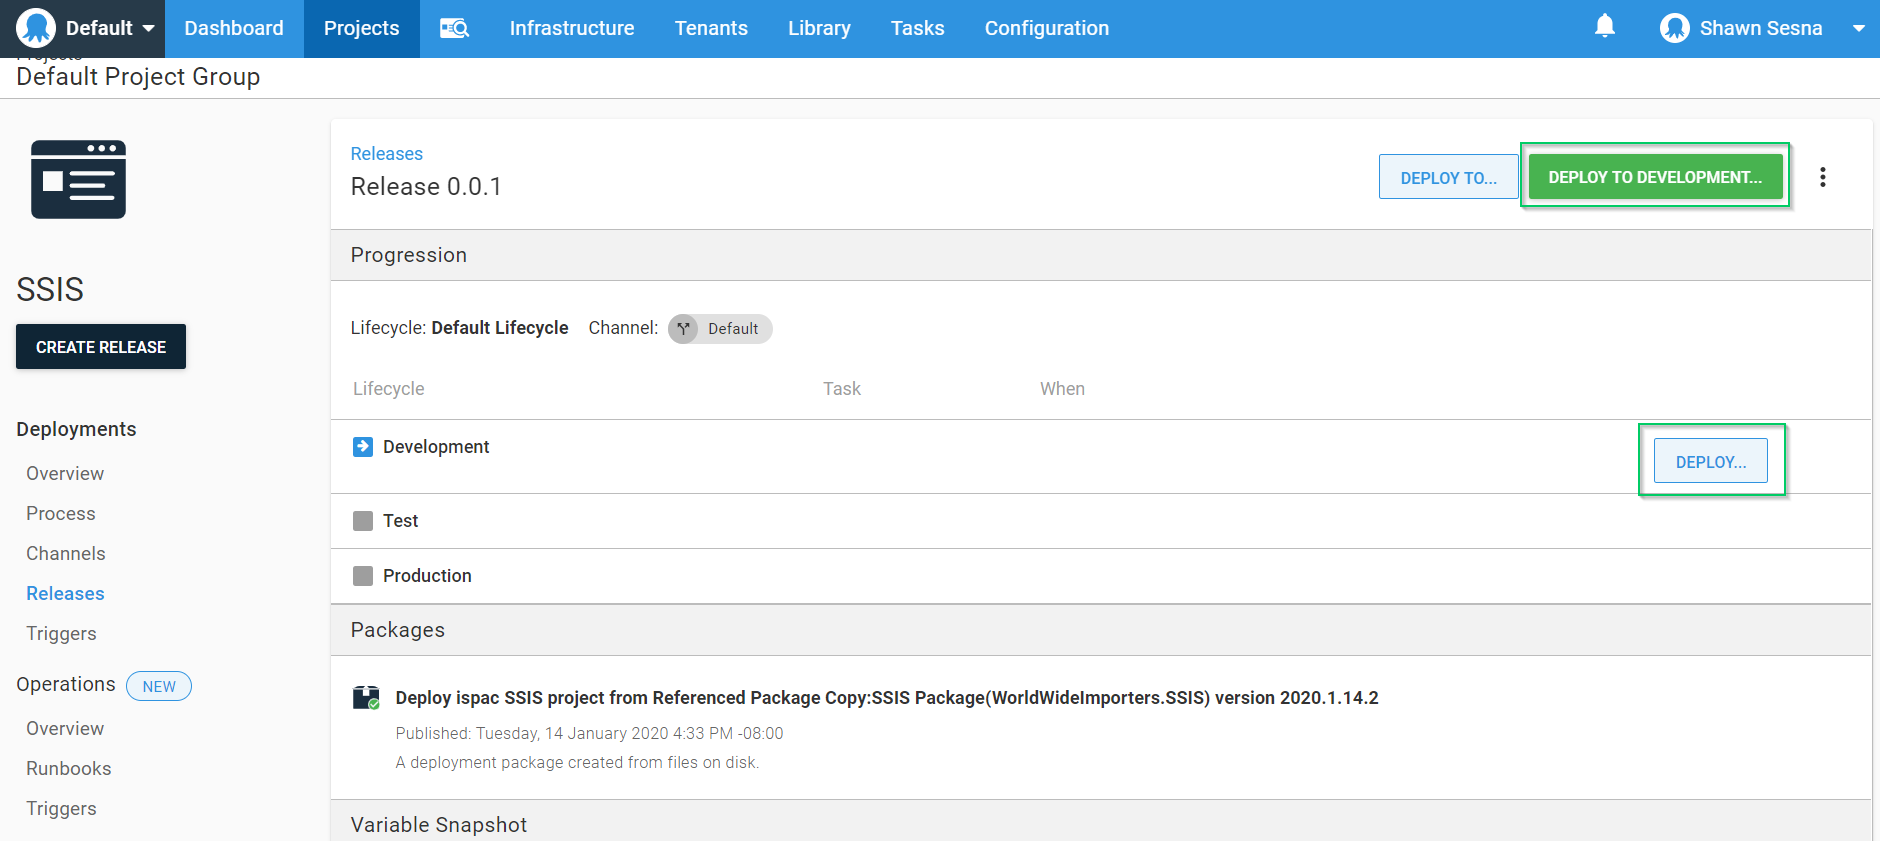 Default
Dashboard
Projects
Infrastructure
Tenants
Library
Tasks
Configuration
Shawn Sesna
Projects
Default Project Group
SSIS
CREATE RELEASE
Deployments
Overview
Process
Channels
Releases
Triggers
Operations NEW
Overview
Runbooks
Triggers
Releases
Release 0.0.1
DEPLOY TO...
DEPLOY TO DEVELOPMENT...
Progression
Lifecycle: Default Lifecycle Channel: Default
Lifecycle Task When
Development
DEPLOY...
Test
Production
Packages
Deploy ispac SSIS project from Referenced Package Copy:SSIS Package(WorldWideImporters.SSIS) version 2020.1.14.2
Published: Tuesday, 14 January 2020 4:33 PM -08:00
A deployment package created from files on disk.
Variable Snapshot